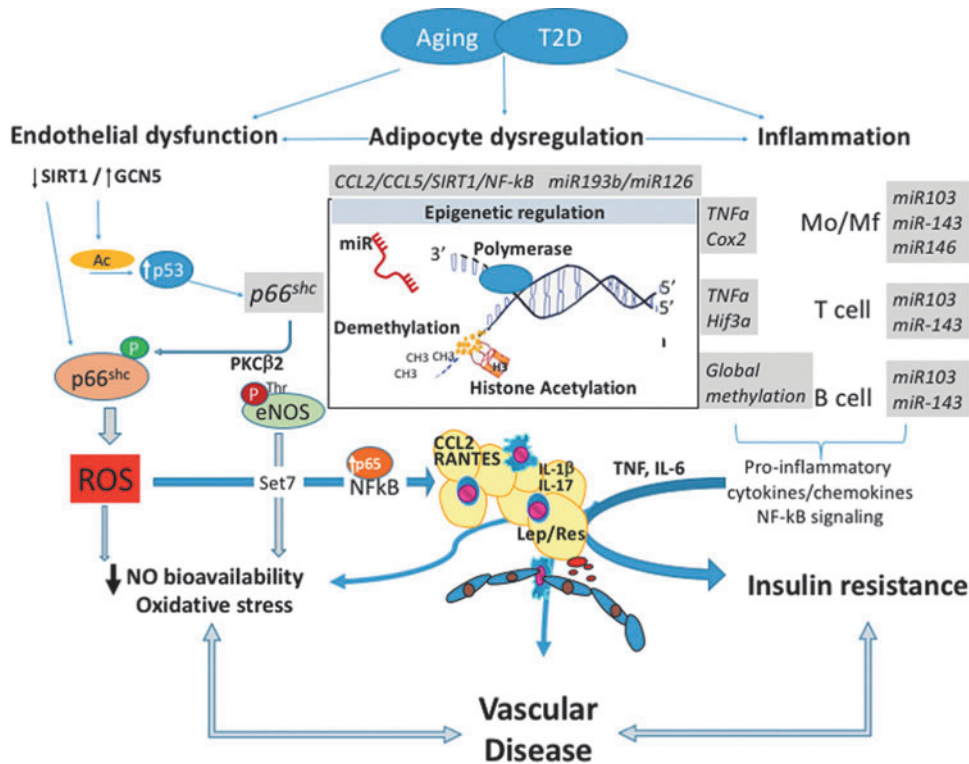 Aging
T2D
Endothelial dysfunction
Adipocyte dysregulation
Inflammation
↓SIRT1 / ↑GCN5
Ac
↑p53
p66shc
P
p66shc
PKCβ2
P
Thr
eNOS
ROS
Set7
↑p65
NFkB
↓ NO bioavailability
Oxidative stress
CCL2/CCL5/SIRT1/NF-kB miR193b/miR126
Epigenetic regulation
miR
3′
Polymerase
5′
5′
Demethylation
CH3 CH3
CH3
H3
Histone Acetylation
ı
TNFa
Cox2
TNFa
Hif3a
Global
methylation
Mo/Mf
miR103
miR-143
miR146
T cell
miR103
miR-143
B cell
miR103
miR-143
CCL2
RANTES
IL-1β
IL-17
Lep/Res
TNF, IL-6
Pro-inflammatory
cytokines/chemokines
NF-kB signaling
Insulin resistance
Vascular
Disease